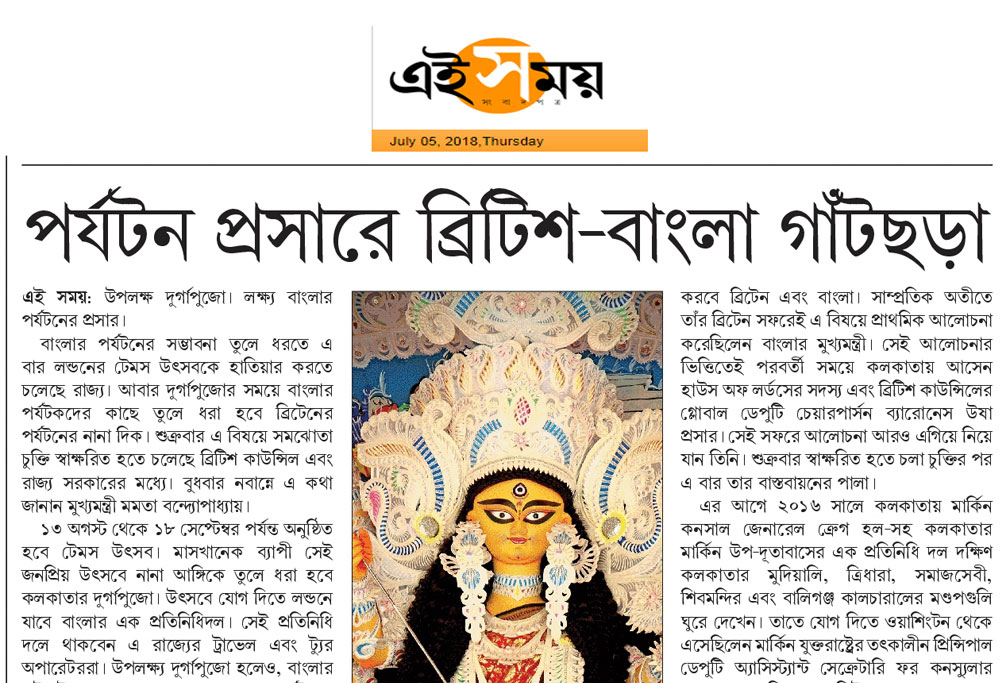 এই সময়
সংবাদপত্র
July 05, 2018,Thursday
পর্যটন প্রসারে ব্রিটিশ-বাংলা গাঁটছড়া
এই সময়: উপলক্ষ দুর্গাপুজো। লক্ষ্য বাংলার
পর্যটনের প্রসার।
বাংলার পর্যটনের সম্ভাবনা তুলে ধরতে এ
বার লন্ডনের টেমস উৎসবকে হাতিয়ার করতে
চলেছে রাজ্য। আবার দুর্গাপুজোর সময়ে বাংলার
পর্যটকদের কাছে তুলে ধরা হবে ব্রিটেনের
পর্যটনের নানা দিক। শুক্রবার এ বিষয়ে সমঝোতা
চুক্তি স্বাক্ষরিত হতে চলেছে ব্রিটিশ কাউন্সিল এবং
রাজ্য সরকারের মধ্যে। বুধবার নবান্নে এ কথা
জানান মুখ্যমন্ত্রী মমতা বন্দ্যোপাধ্যায়।
১৩ অগস্ট থেকে ১৮ সেপ্টেম্বর পর্যন্ত অনুষ্ঠিত
হবে টেমস উৎসব। মাসখানেক ব্যাপী সেই
জনপ্রিয় উৎসবে নানা আঙ্গিকে তুলে ধরা হবে
কলকাতার দুর্গাপুজো। উৎসবে যোগ দিতে লন্ডনে
যাবে বাংলার এক প্রতিনিধিদল। সেই প্রতিনিধি
দলে থাকবেন এ রাজ্যের ট্রাভেল এবং ট্যুর
অপারেটররা। উপলক্ষ্য দুর্গাপুজো হলেও, বাংলার
করবে ব্রিটেন এবং বাংলা। সাম্প্রতিক অতীতে
তাঁর ব্রিটেন সফরেই এ বিষয়ে প্রাথমিক আলোচনা
করেছিলেন বাংলার মুখ্যমন্ত্রী। সেই আলোচনার
ভিত্তিতেই পরবর্তী সময়ে কলকাতায় আসেন
হাউস অফ লর্ডসের সদস্য এবং ব্রিটিশ কাউন্সিলের
গ্লোবাল ডেপুটি চেয়ারপার্সন ব্যারোনেস উষা
প্রসার। সেই সফরে আলোচনা আরও এগিয়ে নিয়ে
যান তিনি। শুক্রবার স্বাক্ষরিত হতে চলা চুক্তির পর
এ বার তার বাস্তবায়নের পালা।
এর আগে ২০১৬ সালে কলকাতায় মার্কিন
কনসাল জেনারেল ক্রেগ হল-সহ কলকাতার
মার্কিন উপ-দূতাবাসের এক প্রতিনিধি দল দক্ষিণ
কলকাতার মুদিয়ালি, ত্রিধারা, সমাজসেবী,
শিবমন্দির এবং বালিগঞ্জ কালচারালের মণ্ডপগুলি
ঘুরে দেখেন। তাতে যোগ দিতে ওয়াশিংটন থেকে
এসেছিলেন মার্কিন যুক্তরাষ্ট্রের তৎকালীন প্রিন্সিপাল
ডেপুটি অ্যাসিস্ট্যান্ট সেক্রেটারি ফর কনস্যুলার